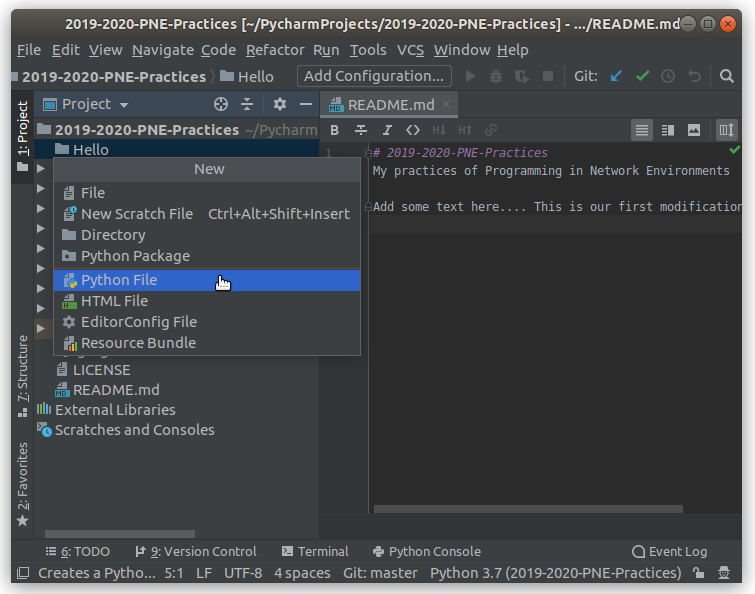 2019-2020-PNE-Practices [~/PycharmProjects/2019-2020-PNE-Practices] - .../README.md
File Edit View Navigate Code Refactor Run Tools VCS Window Help
2019-2020-PNE-Practices Hello Add Configuration... Git:
1: Project
Project
README.md
2019-2020-PNE-Practices ~/Pycharm
B I H↓ H↑
Hello
New
File
New Scratch File Ctrl+Alt+Shift+Insert
Directory
Python Package
Python File
HTML File
EditorConfig File
Resource Bundle
LICENSE
README.md
External Libraries
Scratches and Consoles
1 # 2019-2020-PNE-Practices
My practices of Programming in Network Environments
Add some text here.... This is our first modification
7: Structure
2: Favorites
6: TODO 9: Version Control Terminal Python Console Event Log
Creates a Pytho... 5:1 LF UTF-8 4 spaces Git: master Python 3.7 (2019-2020-PNE-Practices)